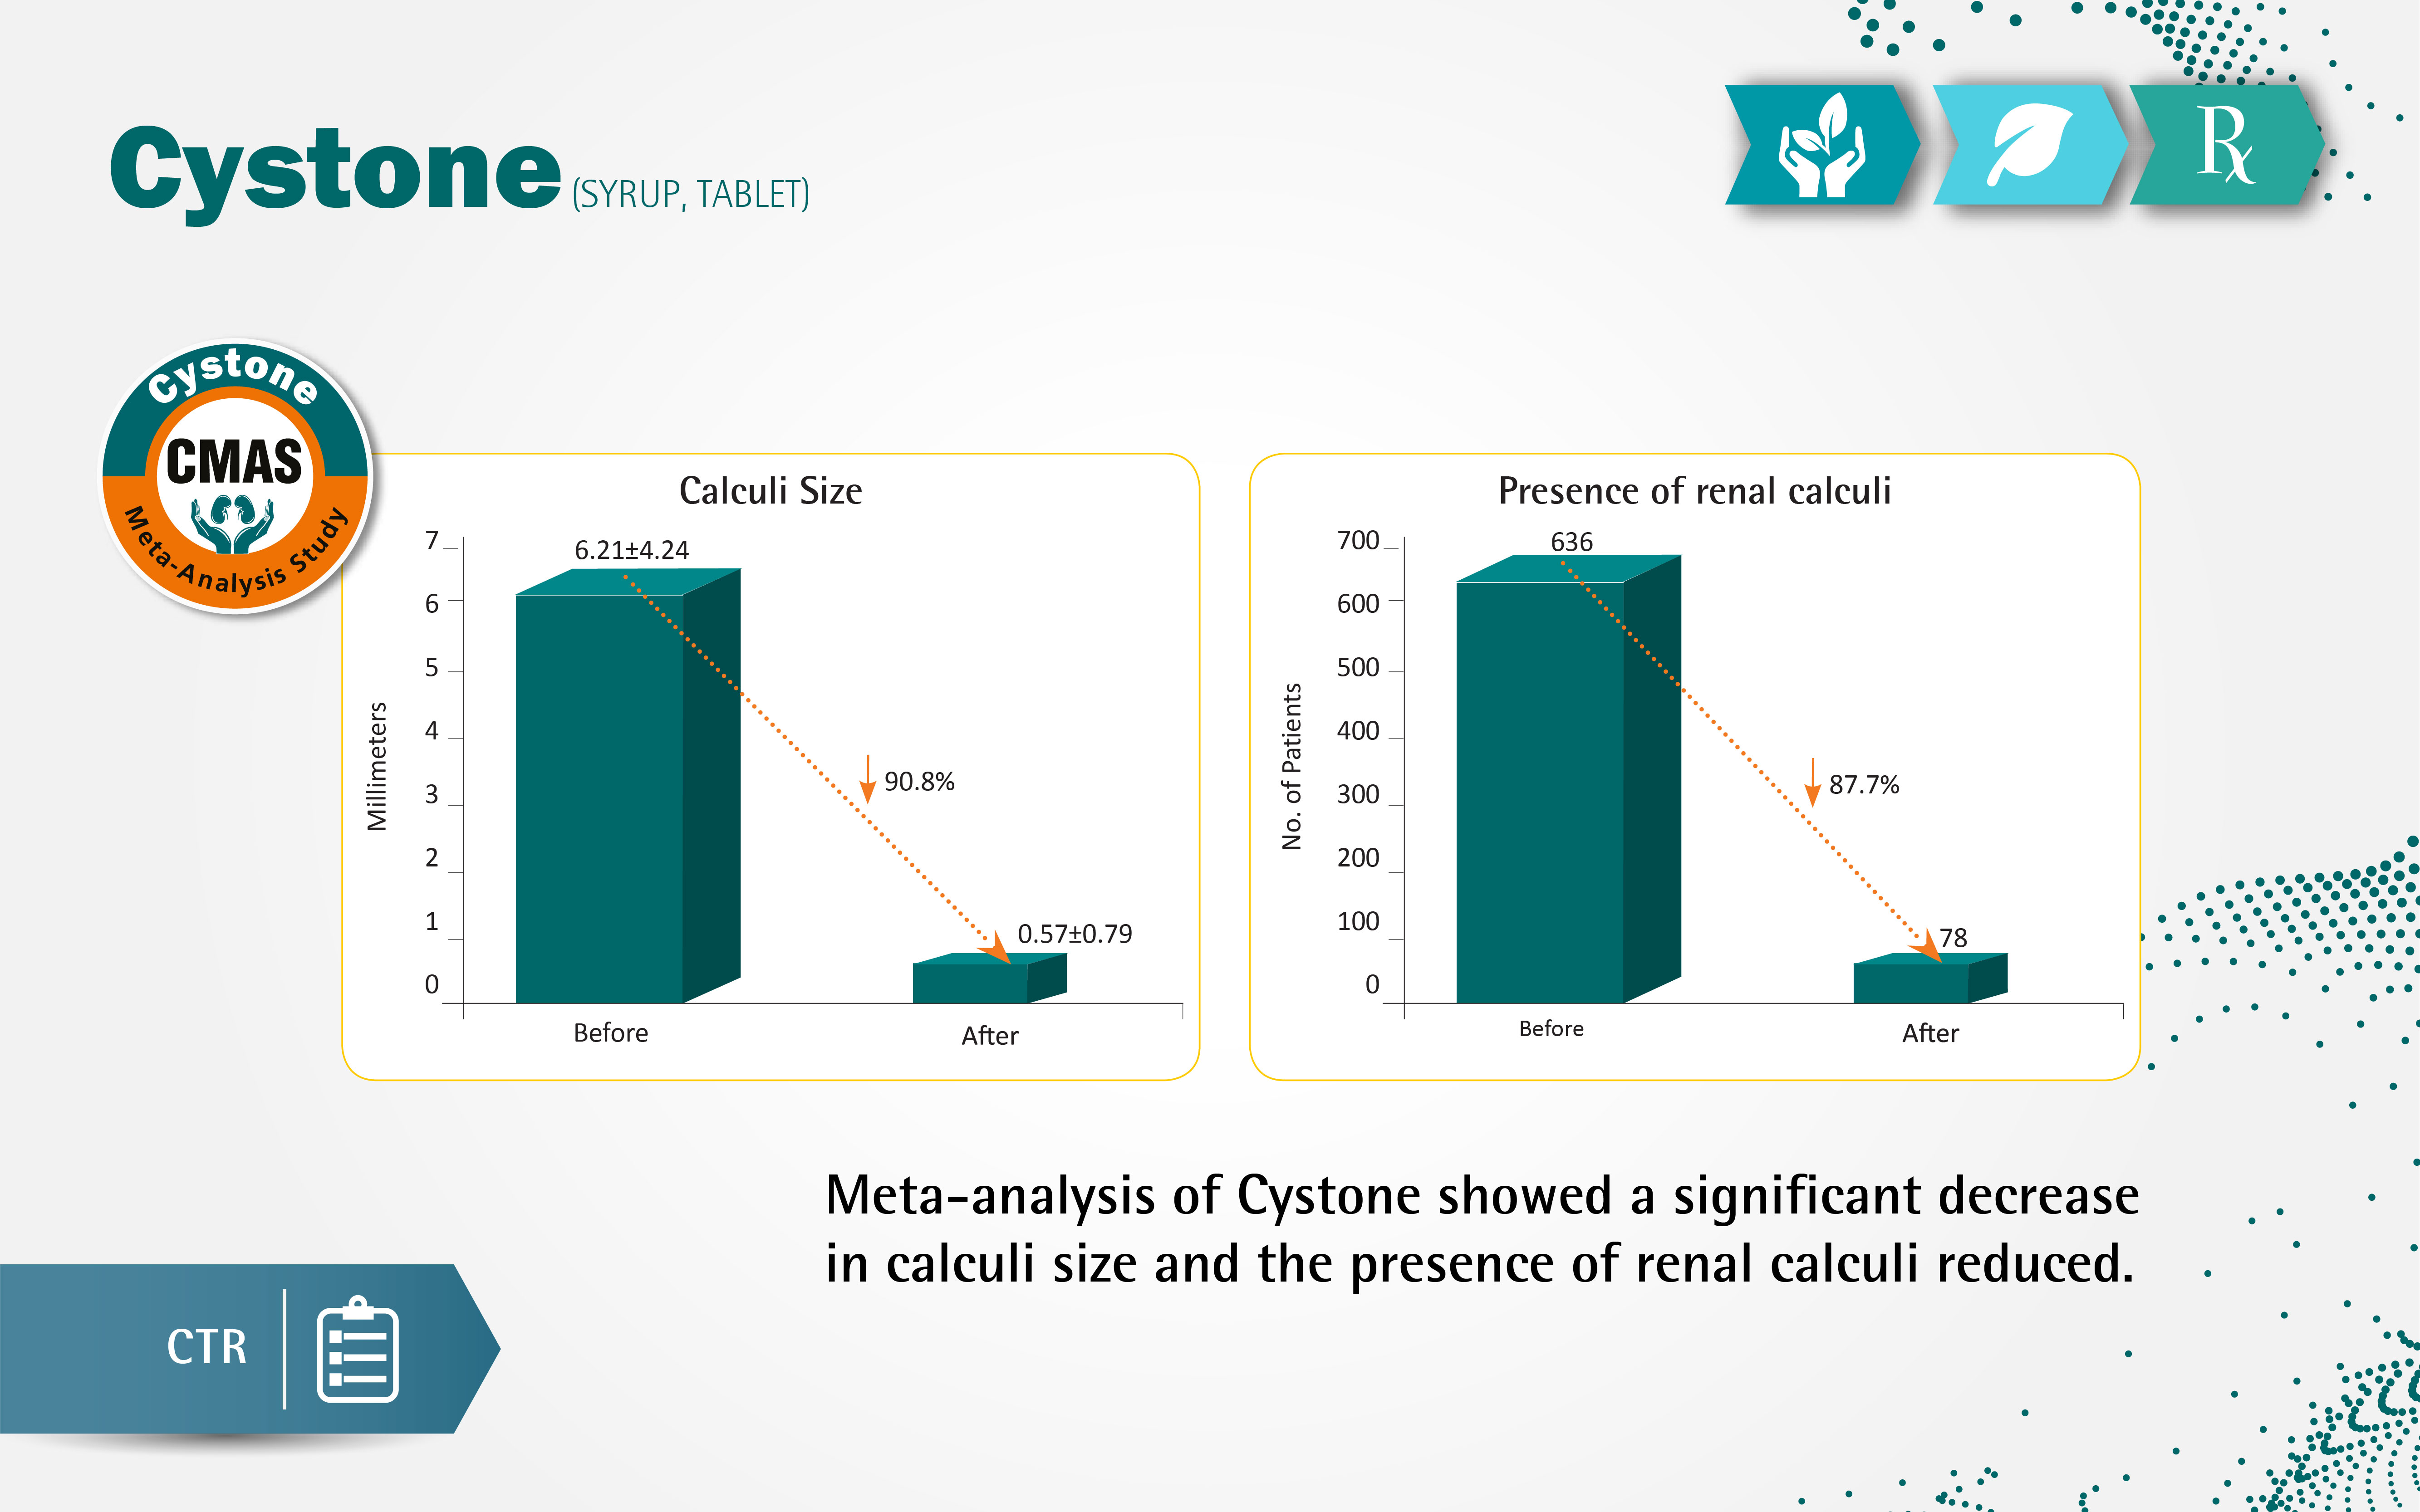 Cystone (SYRUP, TABLET)
Rx
Cystone
CMAS
Meta-Analysis Study
Calculi Size
7
6
5
4
3
2
1
0
Millimeters
6.21±4.24
90.8%
0.57±0.79
Before
After
Presence of renal calculi
700
600
500
400
300
200
100
0
No. of Patients
636
87.7%
78
Before
After
Meta-analysis of Cystone showed a significant decrease
in calculi size and the presence of renal calculi reduced.
CTR